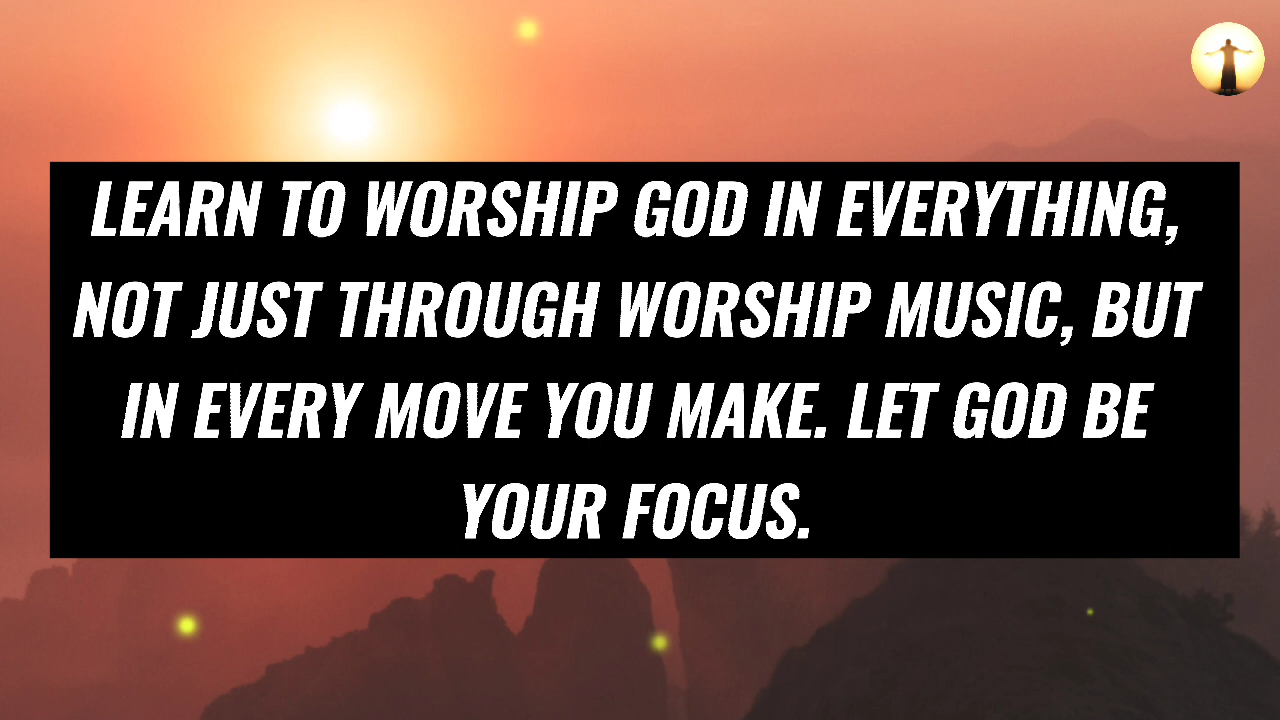 LEARN TO WORSHIP GOD IN EVERYTHING,
NOT JUST THROUGH WORSHIP MUSIC, BUT
IN EVERY MOVE YOU MAKE. LET GOD BE
YOUR FOCUS.